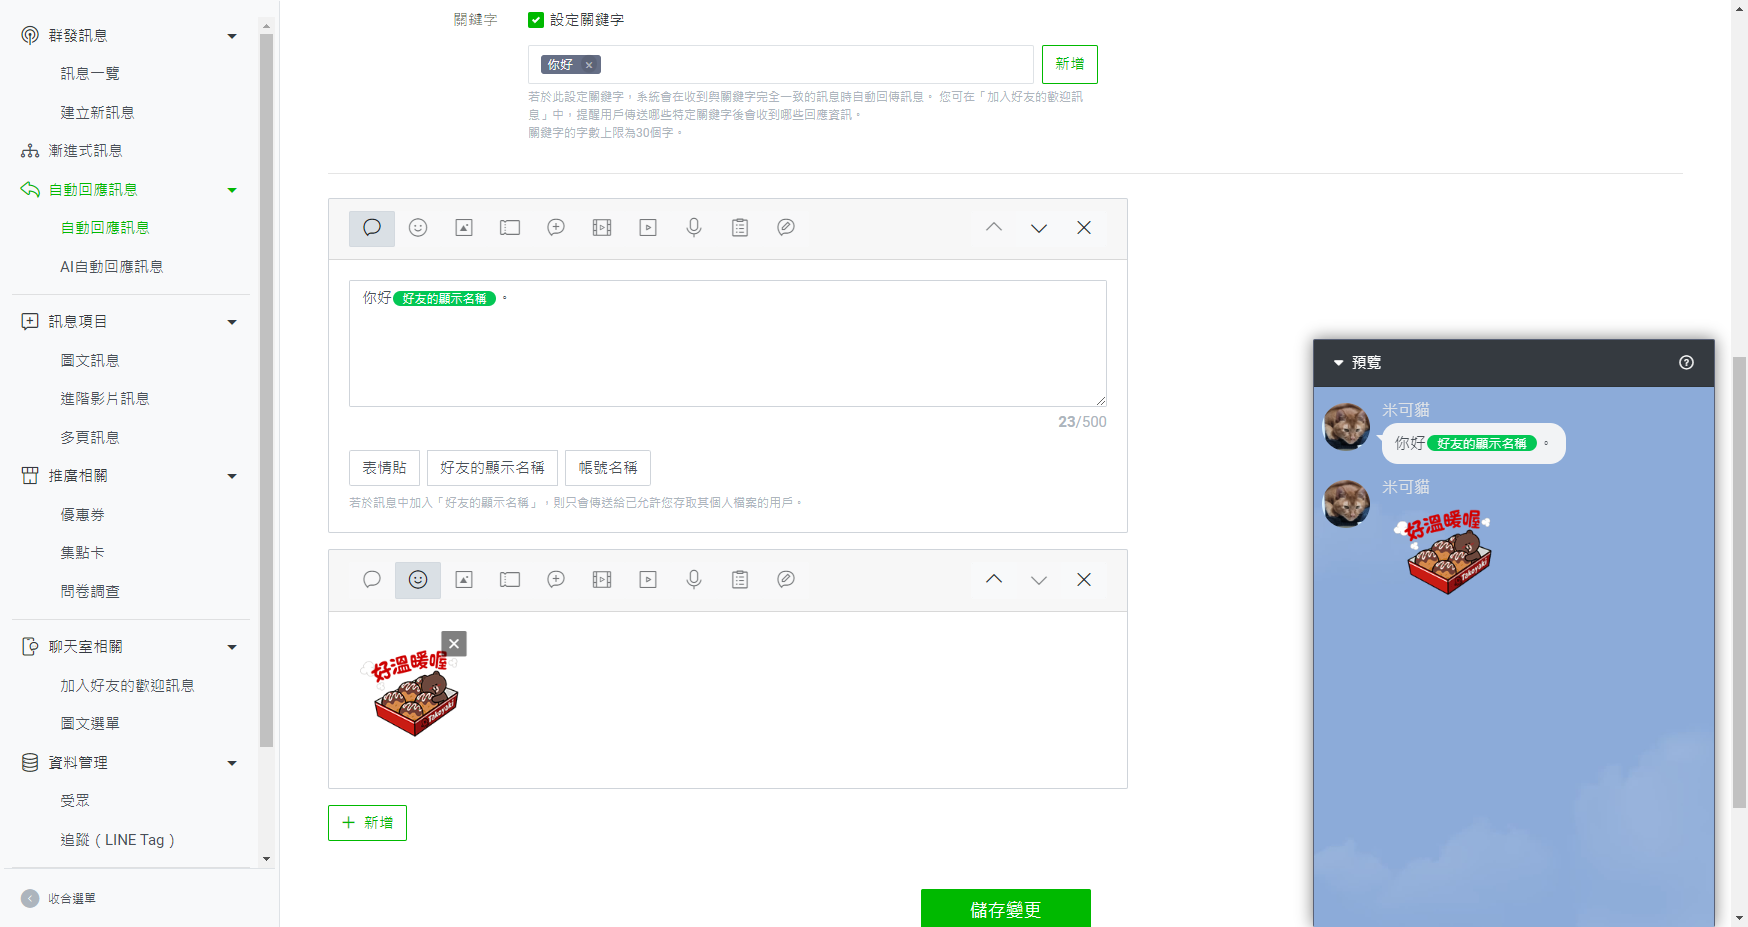 群發訊息
訊息一覽
建立新訊息
漸進式訊息
自動回應訊息
自動回應訊息
AI自動回應訊息
訊息項目
圖文訊息
進階影片訊息
多頁訊息
推廣相關
優惠券
集點卡
問卷調查
聊天室相關
加入好友的歡迎訊息
圖文選單
資料管理
受眾
追蹤（LINE Tag）
收合選單
關鍵字
設定關鍵字
你好 ×
新增
若於此設定關鍵字，系統會在收到與關鍵字完全一致的訊息時自動回傳訊息。 您可在「加入好友的歡迎訊
息」中，提醒用戶傳送哪些特定關鍵字後會收到哪些回應資訊。
關鍵字的字數上限為30個字。
你好 好友的顯示名稱 。
23/500
表情貼
好友的顯示名稱
帳號名稱
若於訊息中加入「好友的顯示名稱」，則只會傳送給已允許您存取其個人檔案的用戶。
好溫暖喔
Takoyaki
新增
儲存變更
預覽
米可貓
你好 好友的顯示名稱 。
米可貓
好溫暖喔
Takoyaki